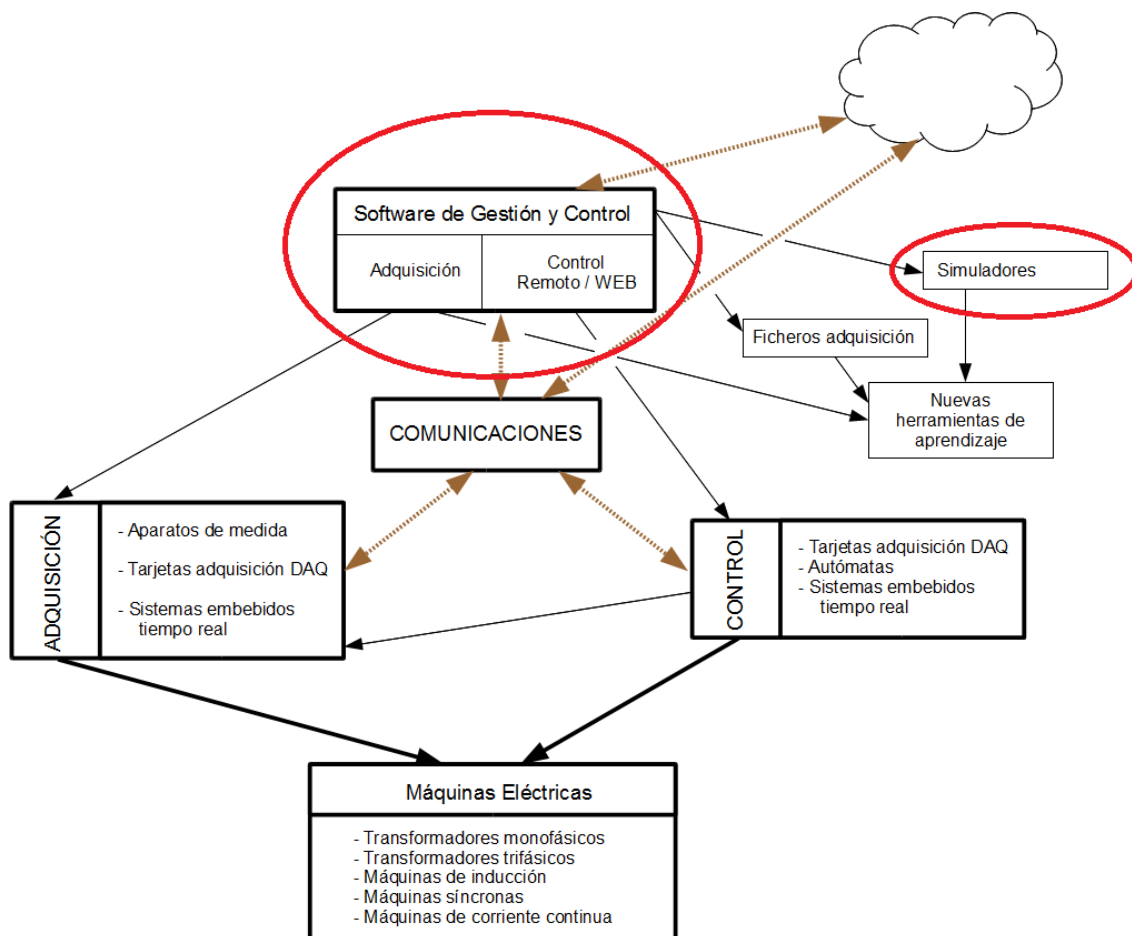 Software de Gestión y Control
Adquisición
Control
Remoto / WEB
Simuladores
Ficheros adquisición
Nuevas
herramientas de
aprendizaje
COMUNICACIONES
ADQUISICIÓN
- Aparatos de medida
- Tarjetas adquisición DAQ
- Sistemas embebidos
tiempo real
CONTROL
- Tarjetas adquisición DAQ
- Autómatas
- Sistemas embebidos
tiempo real
Máquinas Eléctricas
- Transformadores monofásicos
- Transformadores trifásicos
- Máquinas de inducción
- Máquinas síncronas
- Máquinas de corriente continua